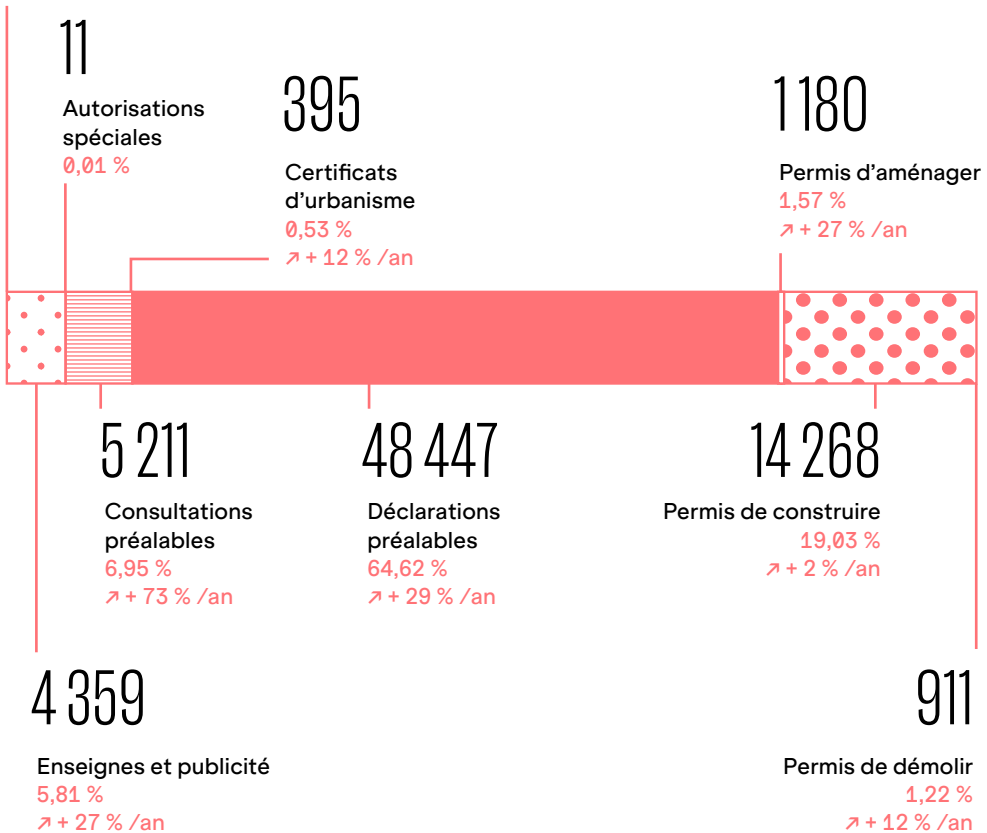 11
Autorisations
spéciales
0,01 %
395
Certificats
d’urbanisme
0,53 %
↗ + 12 % /an
1 180
Permis d’aménager
1,57 %
↗ + 27 % /an
5 211
Consultations
préalables
6,95 %
↗ + 73 % /an
48 447
Déclarations
préalables
64,62 %
↗ + 29 % /an
14 268
Permis de construire
19,03 %
↗ + 2 % /an
4 359
Enseignes et publicité
5,81 %
↗ + 27 % /an
911
Permis de démolir
1,22 %
↗ + 12 % /an